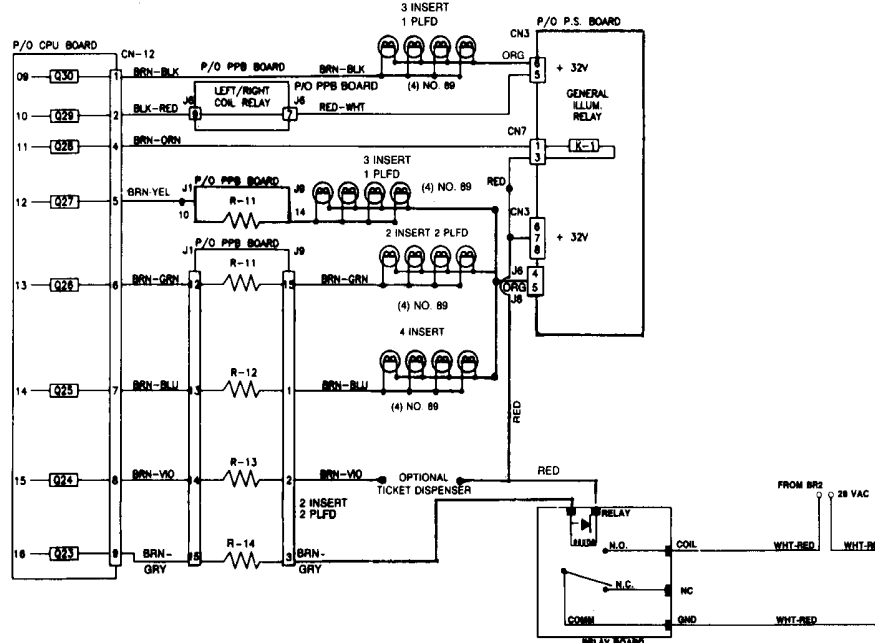 3 INSERT
1 PLFD
P/O P.S. BOARD
P/O CPU BOARD
CN-12
CN3
09 Q30 1 BRN-BLK
P/O PPB BOARD
BRN-BLK
(4) NO. 89
ORG
6
5
+ 32V
10 Q29 2 BLK-RED
J6
LEFT/RIGHT
COIL RELAY
P/O PPB BOARD
J6
7
RED-WHT
GENERAL
ILLUM.
RELAY
11 Q28 4 BRN-ORN
CN7
1
3
K-1
12 Q27 5 BRN-YEL
J1
10
P/O PPB BOARD
R-11
J9
14
3 INSERT
1 PLFD
(4) NO. 89
RED
CN3
6
7
8
+ 32V
P/O PPB BOARD
J1
J9
2 INSERT 2 PLFD
13 Q26 6 BRN-GRN
12
R-11
15
BRN-GRN
(4) NO. 89
J6
4
5
ORG
J8
4 INSERT
14 Q25 7 BRN-BLU
13
R-12
1
BRN-BLU
(4) NO. 89
RED
15 Q24 8 BRN-VIO
14
R-13
2
BRN-VIO
OPTIONAL
TICKET DISPENSER
RED
2 INSERT
2 PLFD
16 Q23 9 BRN-
GRY
15
R-14
3
BRN-
GRY
FROM BR2
28 VAC
RELAY
N.O.
COIL
WHT-RED
WHT-RE
N.C.
NC
COMM
GND
WHT-RED
RELAY BOARD